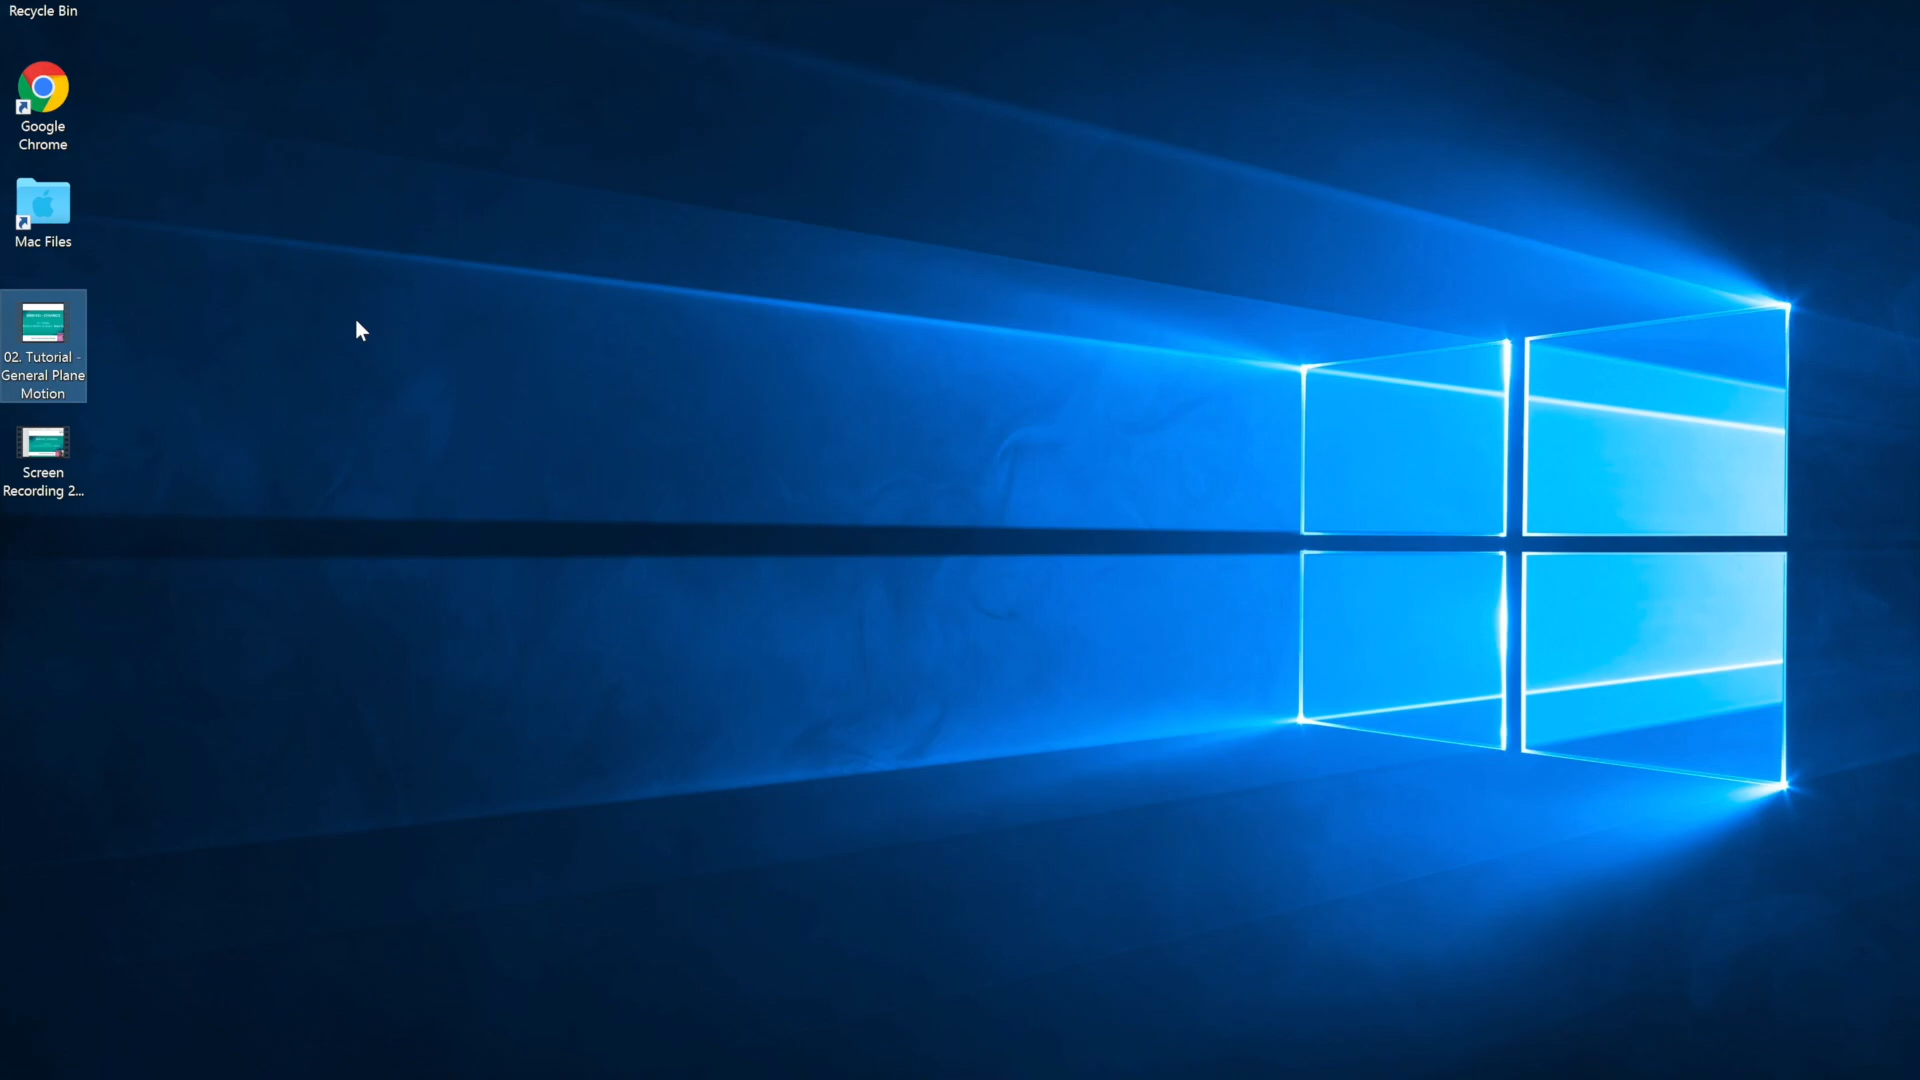 Recycle Bin
Google
Chrome
Mac Files
02. Tutorial -
General Plane
Motion
Screen
Recording 2...